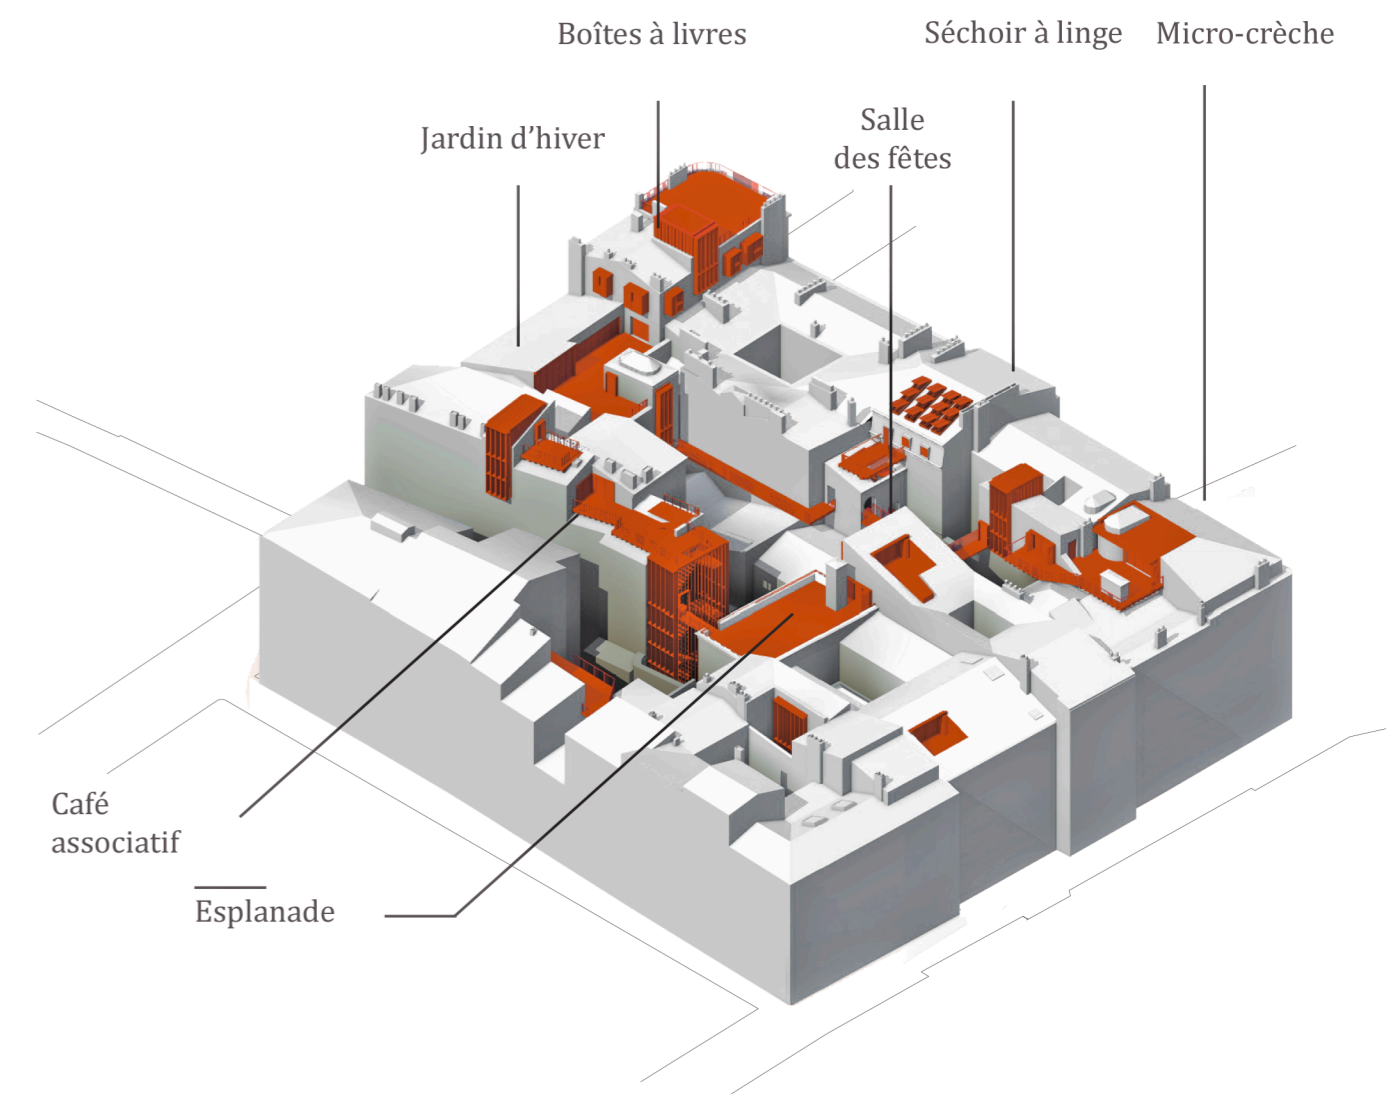 Boîtes à livres
Séchoir à linge
Micro-crèche
Jardin d’hiver
Salle
des fêtes
Café
associatif
Esplanade